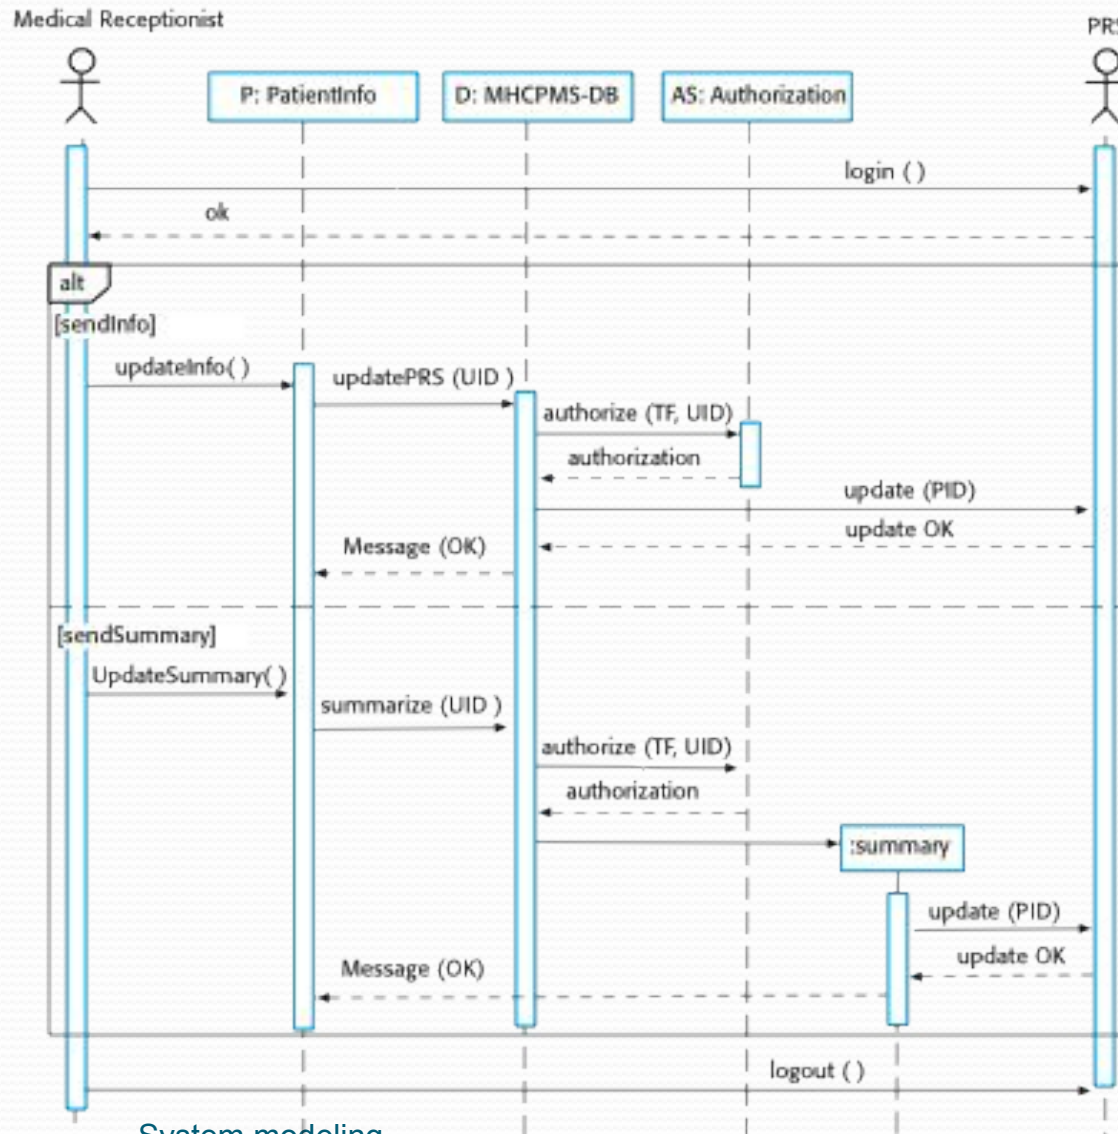 Medical Receptionist
PRS
P: PatientInfo
D: MHCPMS-DB
AS: Authorization
login ( )
ok
alt
[sendInfo]
updateInfo( )
updatePRS (UID )
authorize (TF, UID)
authorization
update (PID)
update OK
Message (OK)
[sendSummary]
UpdateSummary( )
summarize (UID )
authorize (TF, UID)
authorization
:summary
update (PID)
update OK
Message (OK)
logout ( )
System modeling